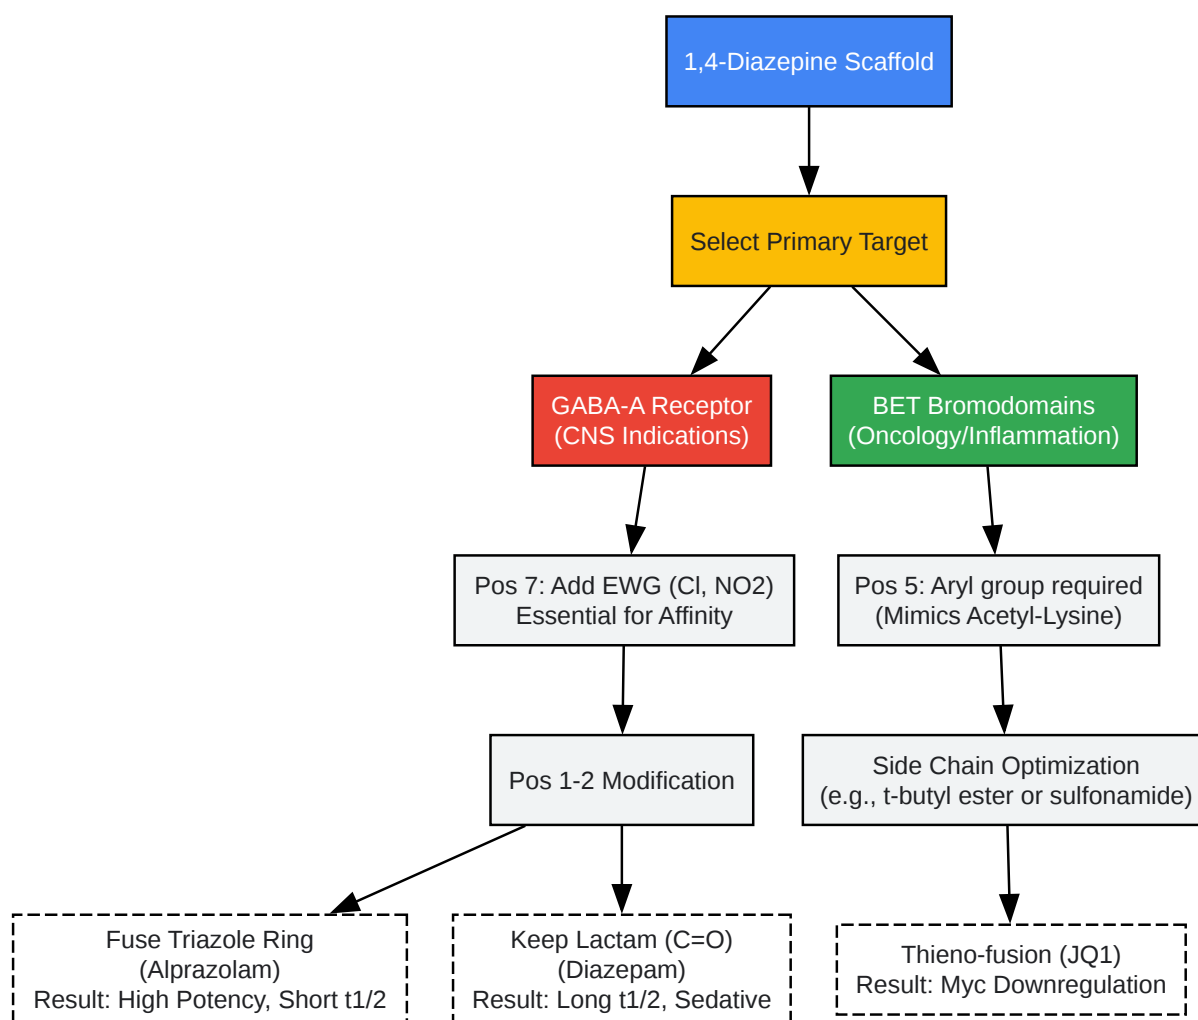 1,4-Diazepine Scaffold
Select Primary Target
GABA-A Receptor
(CNS Indications)
BET Bromodomains
(Oncology/Inflammation)
Pos 7: Add EWG (Cl, NO2)
Essential for Affinity
Pos 5: Aryl group required
(Mimics Acetyl-Lysine)
Pos 1-2 Modification
Side Chain Optimization
(e.g., t-butyl ester or sulfonamide)
Fuse Triazole Ring
(Alprazolam)
Result: High Potency, Short t1/2
Keep Lactam (C=O)
(Diazepam)
Result: Long t1/2, Sedative
Thieno-fusion (JQ1)
Result: Myc Downregulation